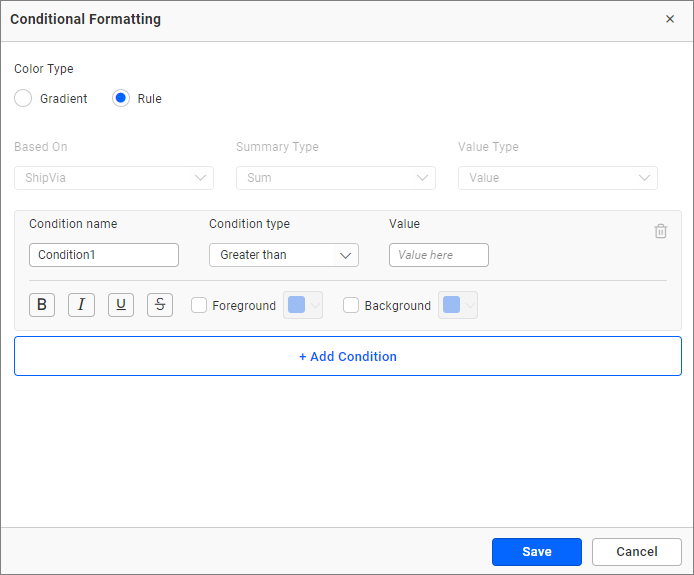 Conditional Formatting ×
Color Type
Gradient Rule
Based On Summary Type Value Type
ShipVia Sum Value
Condition name Condition type Value
Condition1 Greater than Value here
B I U S Foreground Background
+ Add Condition
Save Cancel